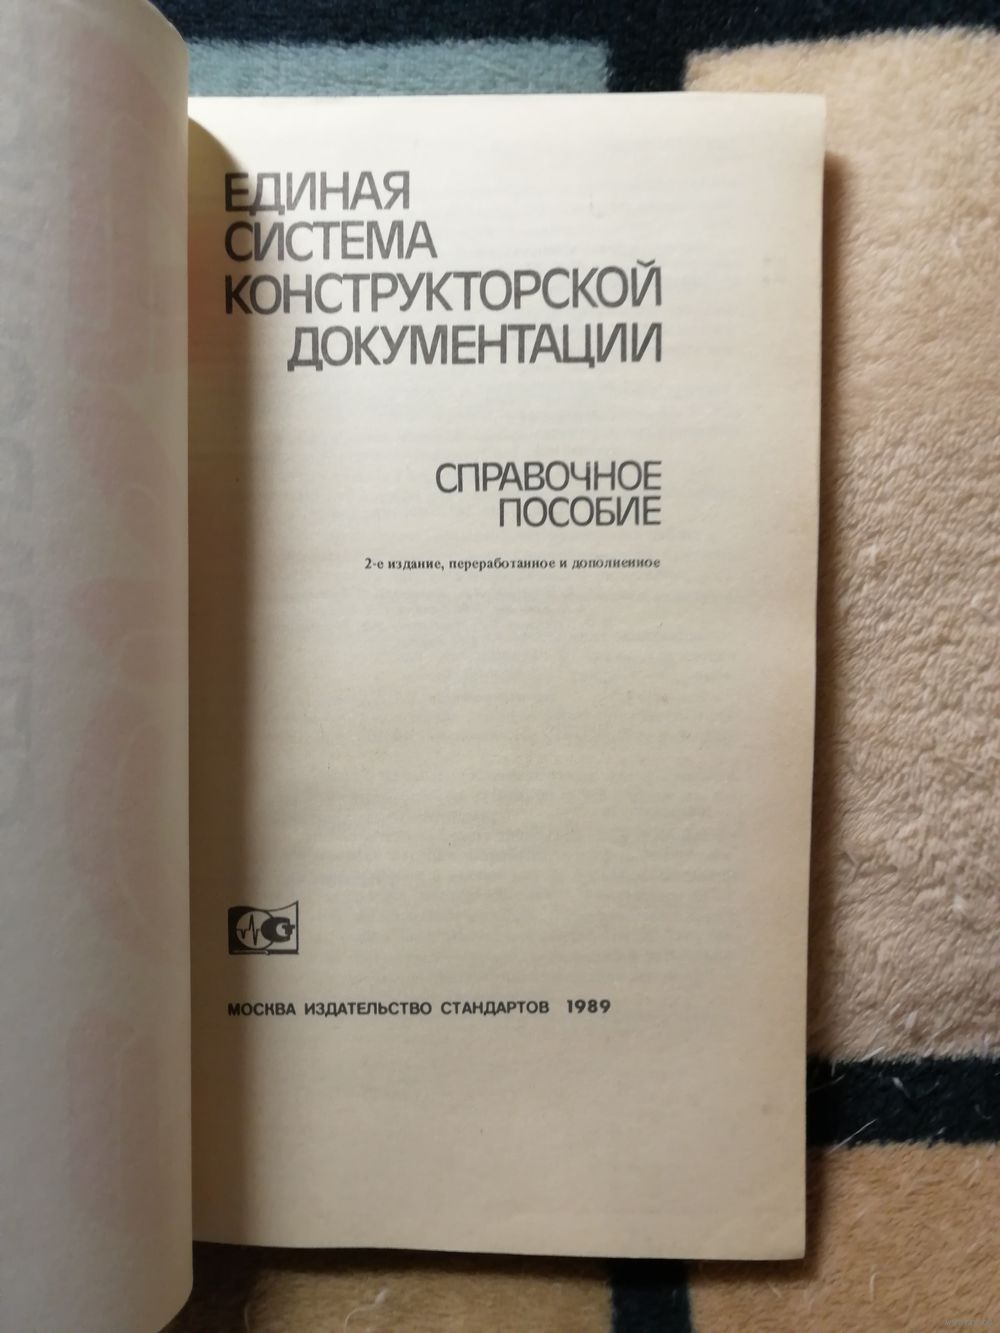 ЕДИНАЯ
СИСТЕМА
КОНСТРУКТОРСКОЙ
ДОКУМЕНТАЦИИ
СПРАВОЧНОЕ
ПОСОБИЕ
2-е издание, переработанное и дополненное
МОСКВА ИЗДАТЕЛЬСТВО СТАНДАРТОВ 1989